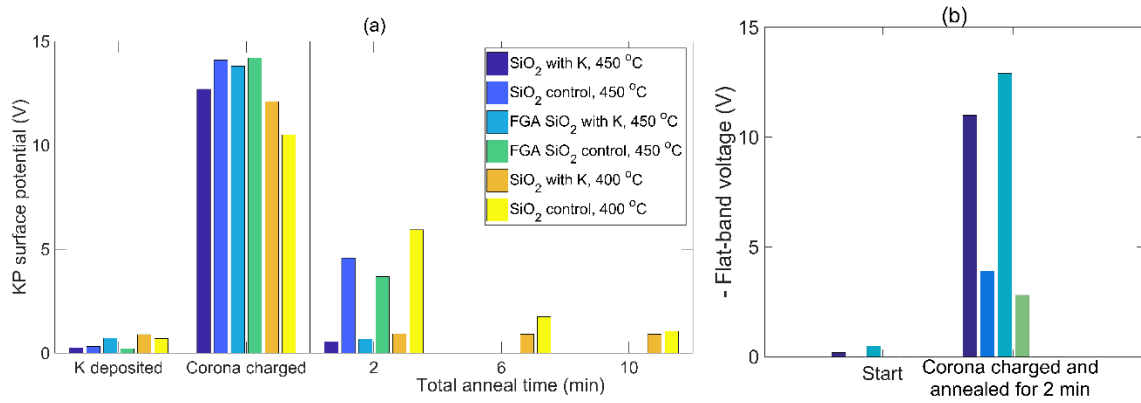 (a)
KP surface potential (V)
15
10
5
0
SiO2 with K, 450 °C
SiO2 control, 450 °C
FGA SiO2 with K, 450 °C
FGA SiO2 control, 450 °C
SiO2 with K, 400 °C
SiO2 control, 400 °C
K deposited
Corona charged
2
6
10
Total anneal time (min)
(b)
- Flat-band voltage (V)
15
10
5
0
Start
Corona charged and
annealed for 2 min